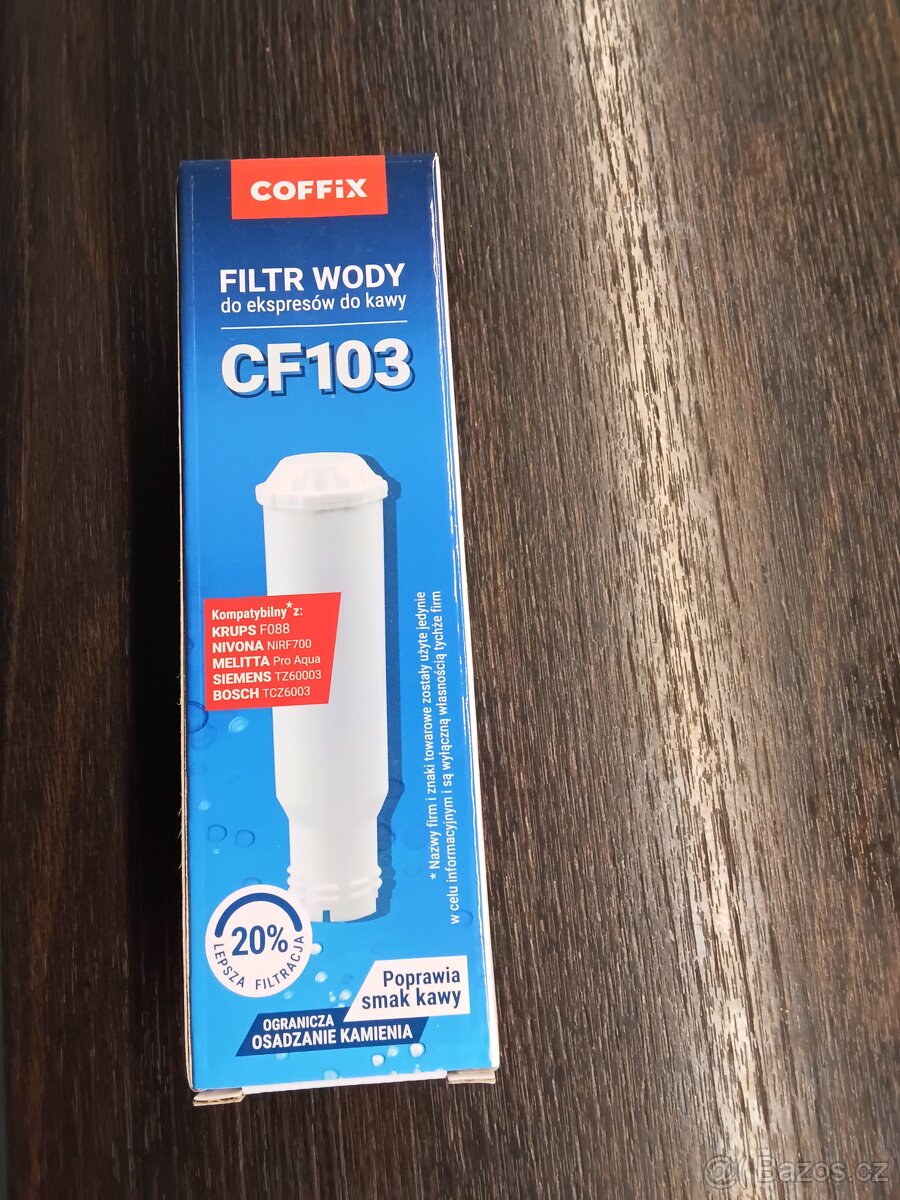 COFFiX
FILTR WODY
do ekspresów do kawy
CF103
Kompatybilny* z:
KRUPS F088
NIVONA NIRF700
MELITTA Pro Aqua
SIEMENS TZ60003
BOSCH TCZ6003
* Nazwy firm i znaki towarowe zostały użyte jedynie
w celu informacyjnym i są wyłączną własnością tychże firm
20%
LEPSZA FILTRACJA
Poprawia
smak kawy
OGRANICZA
OSADZANIE KAMIENIA
@ Bazos.cz